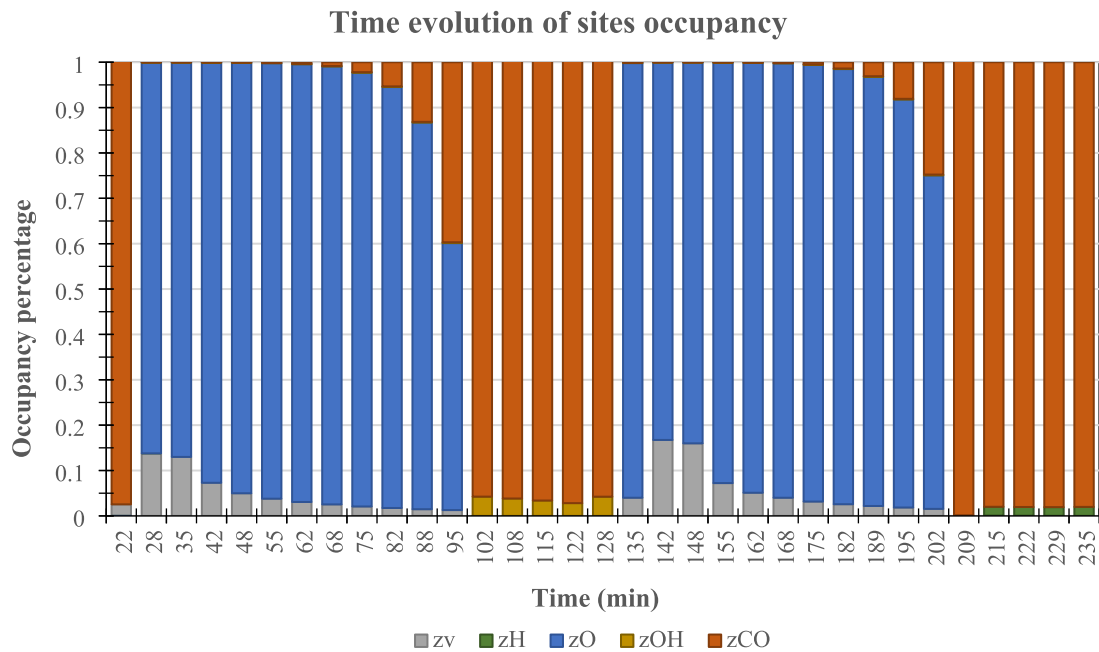 Time evolution of sites occupancy
Occupancy percentage
1
0.9
0.8
0.7
0.6
0.5
0.4
0.3
0.2
0.1
0
22 28 35 42 48 55 62 68 75 82 88 95 102 108 115 122 128 135 142 148 155 162 168 175 182 189 195 202 209 215 222 229 235
Time (min)
zv zH zO zOH zCO